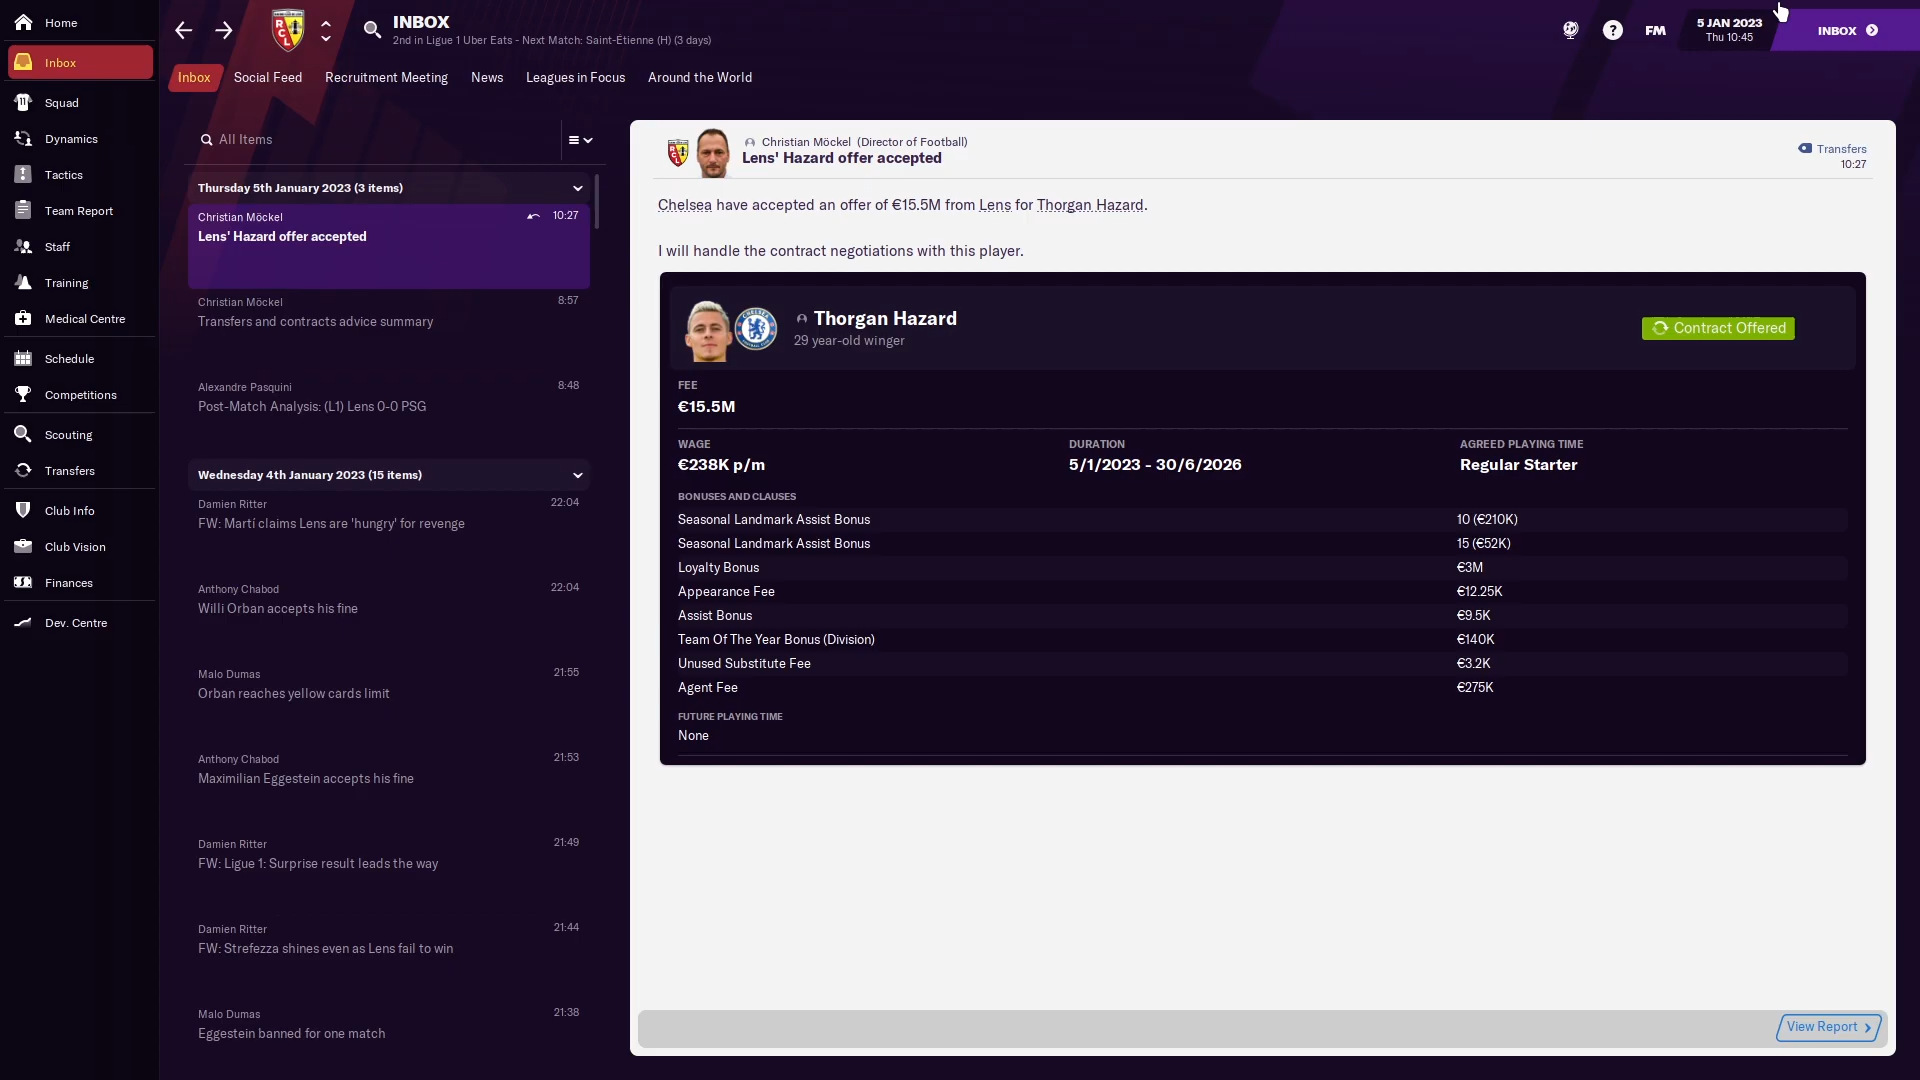 Home
Inbox
Squad
Dynamics
Tactics
Team Report
Staff
Training
Medical Centre
Schedule
Competitions
Scouting
Transfers
Club Info
Club Vision
Finances
Dev. Centre
INBOX
2nd in Ligue 1 Uber Eats - Next Match: Saint-Étienne (H) (3 days)
FM
5 JAN 2023
Thu 10:45
INBOX
Inbox Social Feed Recruitment Meeting News Leagues in Focus Around the World
All Items
Thursday 5th January 2023 (3 items)
Christian Möckel 10:27
Lens' Hazard offer accepted
Christian Möckel 8:57
Transfers and contracts advice summary
Alexandre Pasquini 8:48
Post-Match Analysis: (L1) Lens 0-0 PSG
Wednesday 4th January 2023 (15 items)
Damien Ritter 22:04
FW: Martí claims Lens are 'hungry' for revenge
Anthony Chabod 22:04
Willi Orban accepts his fine
Malo Dumas 21:55
Orban reaches yellow cards limit
Anthony Chabod 21:53
Maximilian Eggestein accepts his fine
Damien Ritter 21:49
FW: Ligue 1: Surprise result leads the way
Damien Ritter 21:44
FW: Strefezza shines even as Lens fail to win
Malo Dumas 21:38
Eggestein banned for one match
Christian Möckel (Director of Football)
Lens' Hazard offer accepted
Transfers
10:27
Chelsea have accepted an offer of €15.5M from Lens for Thorgan Hazard.
I will handle the contract negotiations with this player.
Thorgan Hazard
29 year-old winger
Contract Offered
FEE
€15.5M
WAGE DURATION AGREED PLAYING TIME
€238K p/m 5/1/2023 - 30/6/2026 Regular Starter
BONUSES AND CLAUSES
Seasonal Landmark Assist Bonus 10 (€210K)
Seasonal Landmark Assist Bonus 15 (€52K)
Loyalty Bonus €3M
Appearance Fee €12.25K
Assist Bonus €9.5K
Team Of The Year Bonus (Division) €140K
Unused Substitute Fee €3.2K
Agent Fee €275K
FUTURE PLAYING TIME
None
View Report